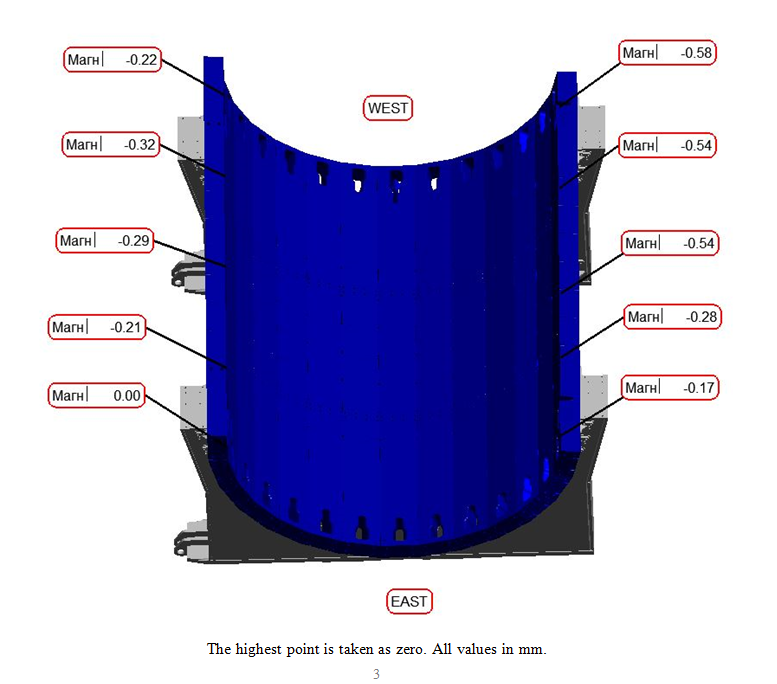 Магн -0.22
-0.58 Магн
WEST
Магн -0.32
Магн -0.54
Магн -0.29
Магн -0.54
Магн -0.21
Магн -0.28
Магн 0.00
Магн -0.17
EAST
The highest point is taken as zero. All values in mm.
3